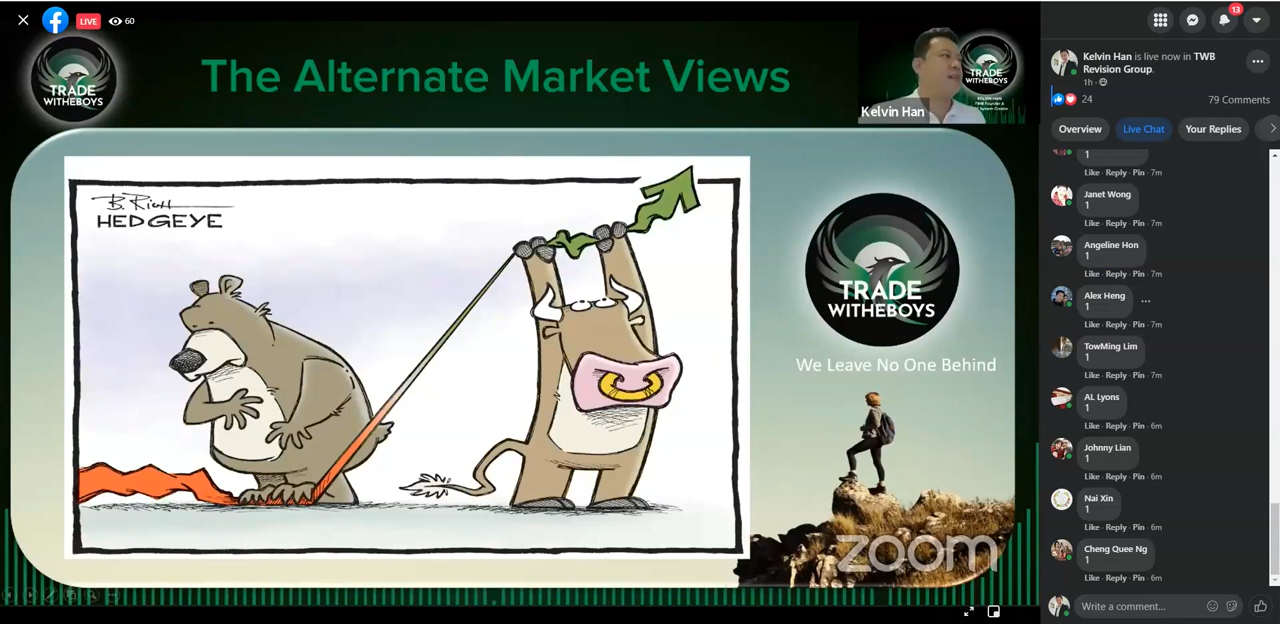 LIVE
60
The Alternate Market Views
TRADE
WITHEBOYS
TRADE
WITHEBOYS
Kelvin Han
B. Rich
HEDGEYE
TRADE
WITHEBOYS
We Leave No One Behind
zoom
13
Kelvin Han is live now in TWB
Revision Group.
1h
24
79 Comments
Overview
Live Chat
Your Replies
1
Like · Reply · Pin · 7m
Janet Wong
1
Like · Reply · Pin · 7m
Angeline Hon
1
Like · Reply · Pin · 7m
Alex Heng
1
Like · Reply · Pin · 7m
TowMing Lim
1
Like · Reply · Pin · 7m
AL Lyons
1
Like · Reply · Pin · 6m
Johnny Lian
1
Like · Reply · Pin · 6m
Nai Xin
1
Like · Reply · Pin · 6m
Cheng Quee Ng
1
Like · Reply · Pin · 6m
Write a comment...